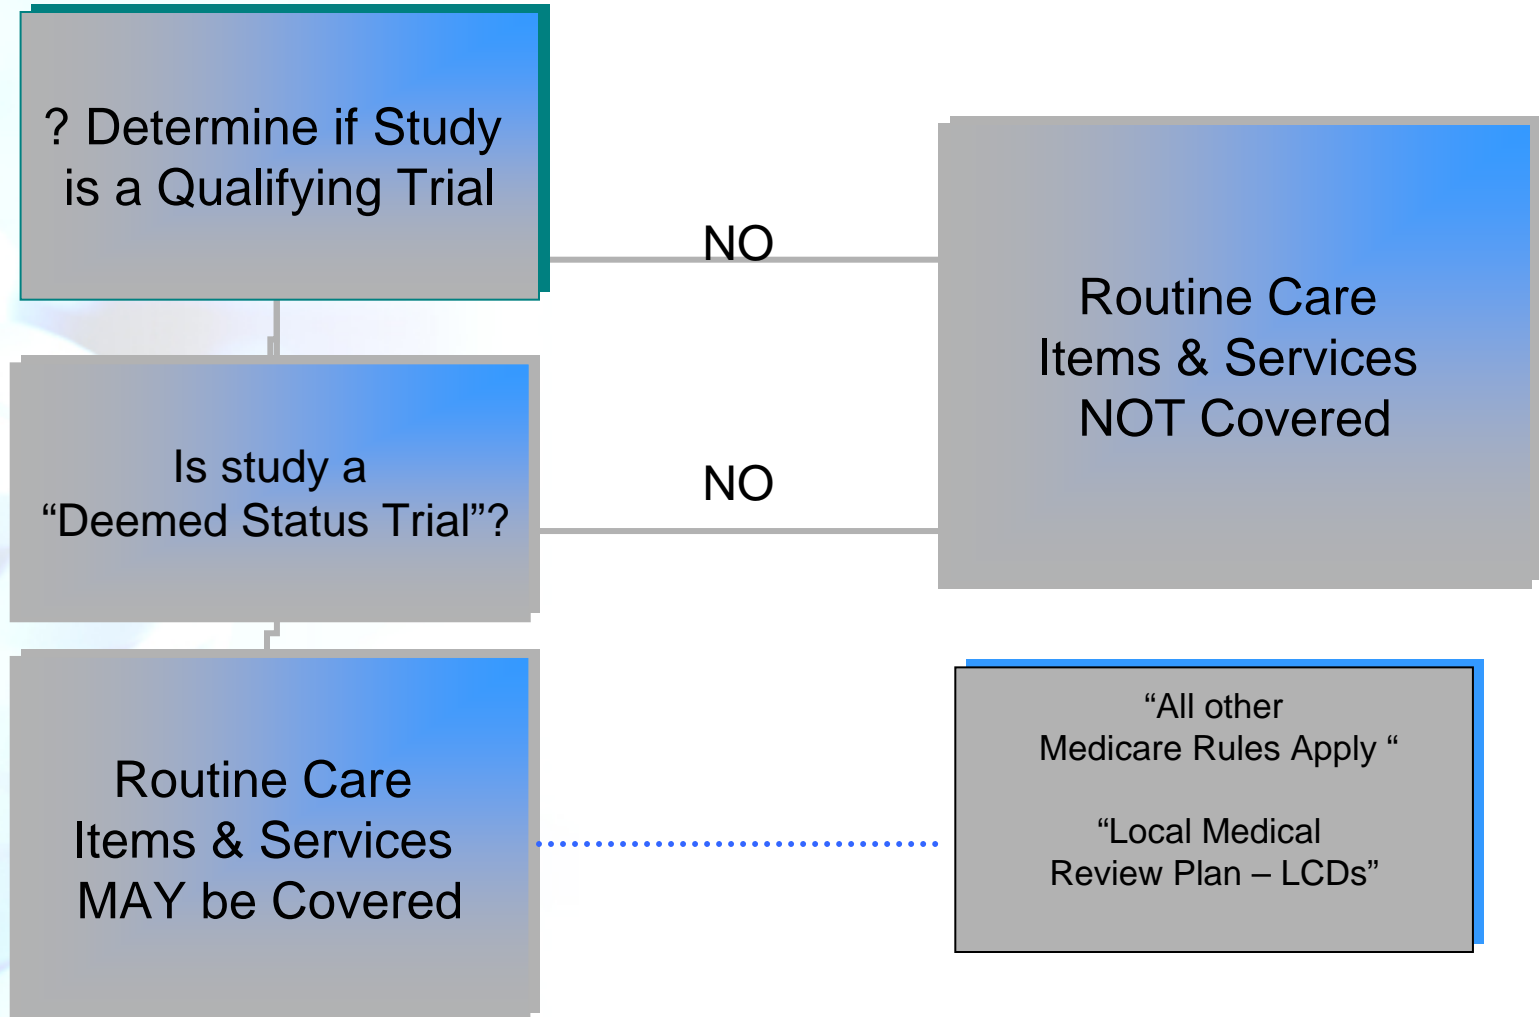 ? Determine if Study
is a Qualifying Trial
NO
Routine Care
Items & Services
NOT Covered
Is study a
“Deemed Status Trial”?
NO
Routine Care
Items & Services
MAY be Covered
“All other
Medicare Rules Apply “
“Local Medical
Review Plan – LCDs”